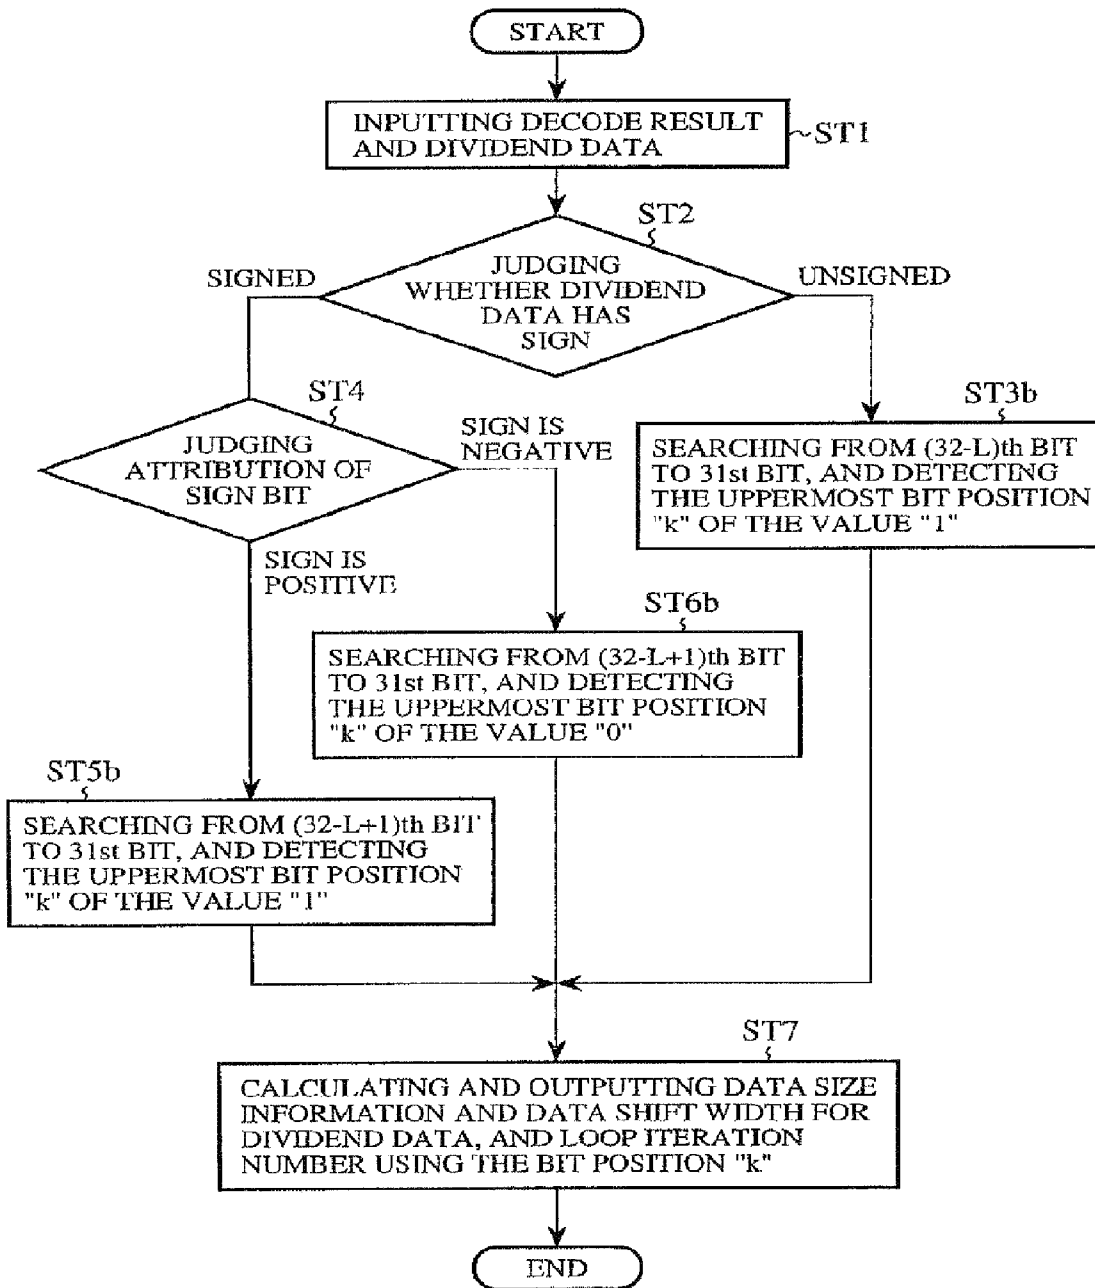 START
INPUTTING DECODE RESULT
AND DIVIDEND DATA
~ST1
ST2
JUDGING
WHETHER DIVIDEND
DATA HAS
SIGN
SIGNED
UNSIGNED
ST4
JUDGING
ATTRIBUTION OF
SIGN BIT
SIGN IS
NEGATIVE
ST3b
SEARCHING FROM (32-L)th BIT
TO 31st BIT, AND DETECTING
THE UPPERMOST BIT POSITION
"k" OF THE VALUE "1"
SIGN IS
POSITIVE
ST6b
SEARCHING FROM (32-L+1)th BIT
TO 31st BIT, AND DETECTING
THE UPPERMOST BIT POSITION
"k" OF THE VALUE "0"
ST5b
SEARCHING FROM (32-L+1)th BIT
TO 31st BIT, AND DETECTING
THE UPPERMOST BIT POSITION
"k" OF THE VALUE "1"
ST7
CALCULATING AND OUTPUTTING DATA SIZE
INFORMATION AND DATA SHIFT WIDTH FOR
DIVIDEND DATA, AND LOOP ITERATION
NUMBER USING THE BIT POSITION "k"
END